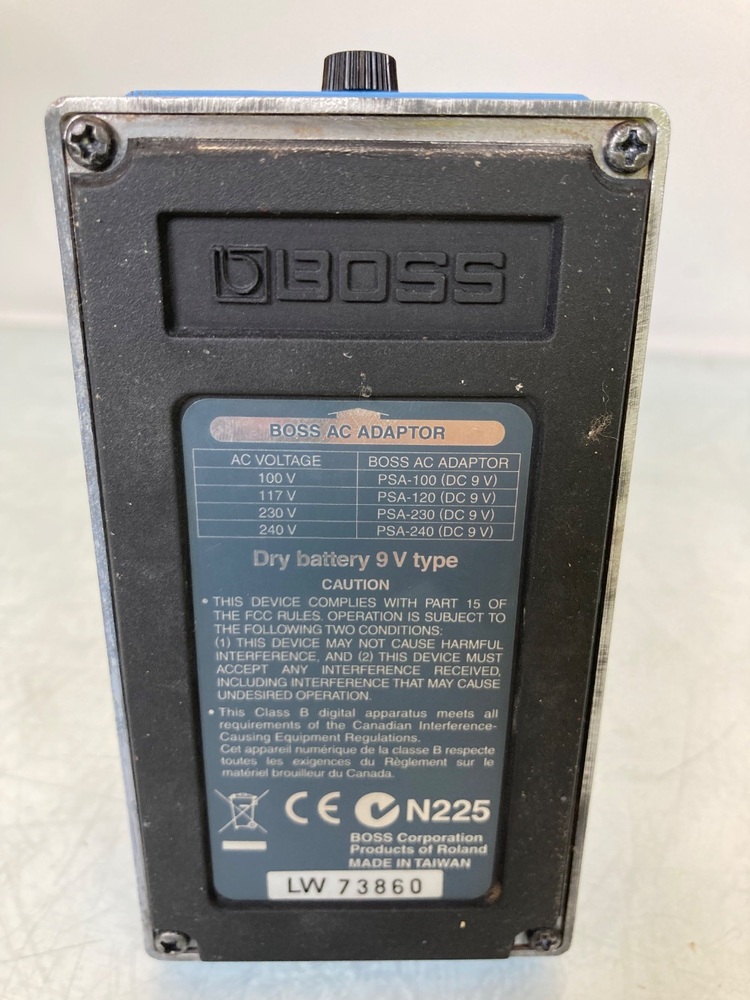 BOSS
BOSS AC ADAPTOR
AC VOLTAGE BOSS AC ADAPTOR
100 V PSA-100 (DC 9 V)
117 V PSA-120 (DC 9 V)
230 V PSA-230 (DC 9 V)
240 V PSA-240 (DC 9 V)
Dry battery 9 V type
CAUTION
• THIS DEVICE COMPLIES WITH PART 15 OF
THE FCC RULES. OPERATION IS SUBJECT TO
THE FOLLOWING TWO CONDITIONS:
(1) THIS DEVICE MAY NOT CAUSE HARMFUL
INTERFERENCE, AND (2) THIS DEVICE MUST
ACCEPT ANY INTERFERENCE RECEIVED,
INCLUDING INTERFERENCE THAT MAY CAUSE
UNDESIRED OPERATION.
• This Class B digital apparatus meets all
requirements of the Canadian Interference-
Causing Equipment Regulations.
Cet appareil numérique de la classe B respecte
toutes les exigences du Règlement sur le
matériel brouilleur du Canada.
CE N225
BOSS Corporation
Products of Roland
MADE IN TAIWAN
LW 73860